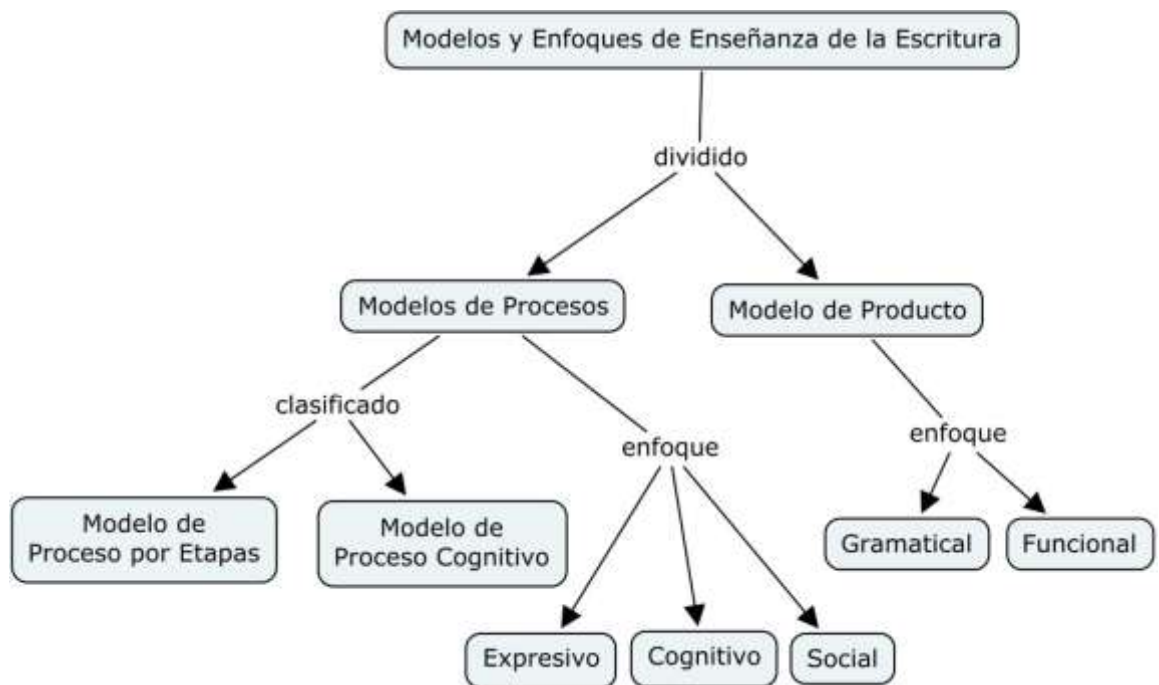 Modelos y Enfoques de Enseñanza de la Escritura
dividido
Modelos de Procesos
Modelo de Producto
clasificado
enfoque
enfoque
Modelo de
Proceso por Etapas
Modelo de
Proceso Cognitivo
Gramatical
Funcional
Expresivo
Cognitivo
Social